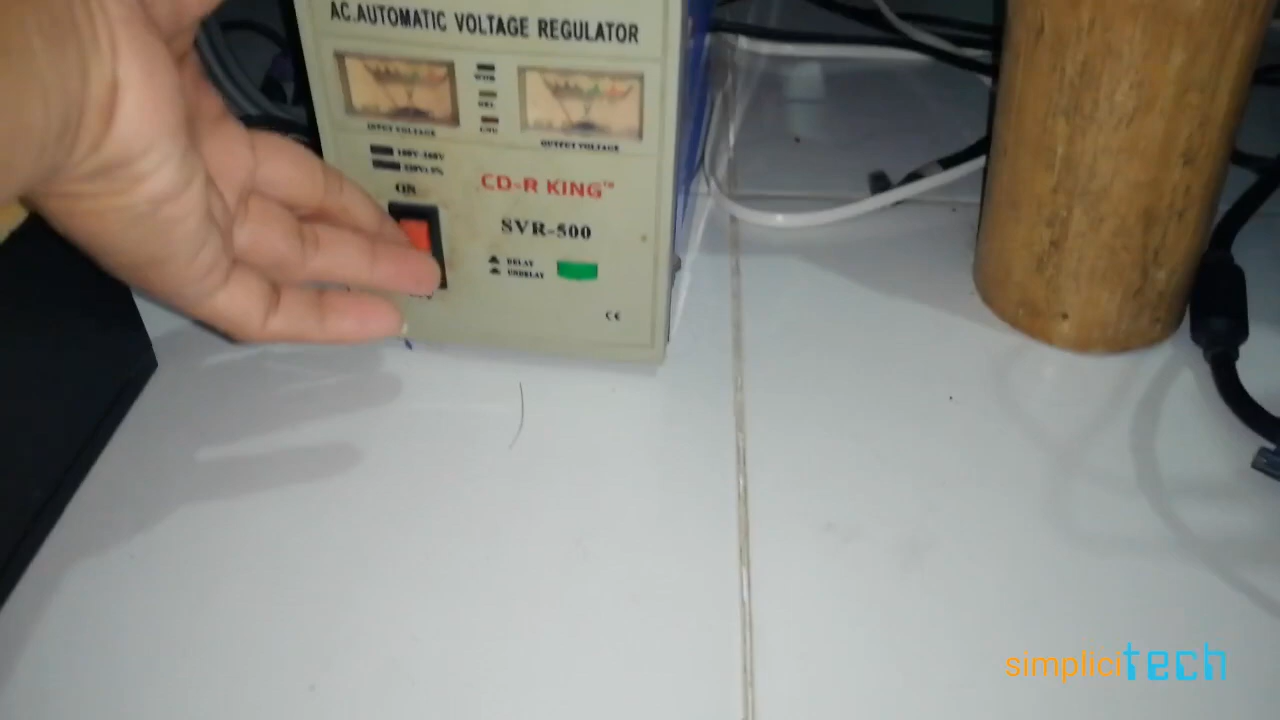 AC.AUTOMATIC VOLTAGE REGULATOR
INPUT VOLTAGE
OUTPUT VOLTAGE
ON
CD-R KING™
SVR-500
DELAY
UNDELAY
CE
simplicitech